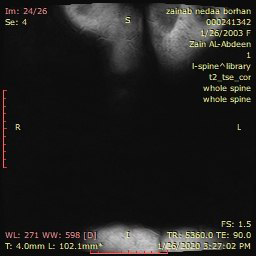 Im: 24/26
Se: 4
S
zainab nedaa borhan
000241342
1/26/2003 F
Zain AL-Abdeen
1
l-spine^library
t2_tse_cor
whole spine
whole spine
R
L
FS: 1.5
WL: 271 WW: 598 [D]
I
TR: 5360.0 TE: 90.0
T: 4.0mm L: 102.1mm*
1/26/2020 3:27:02 PM